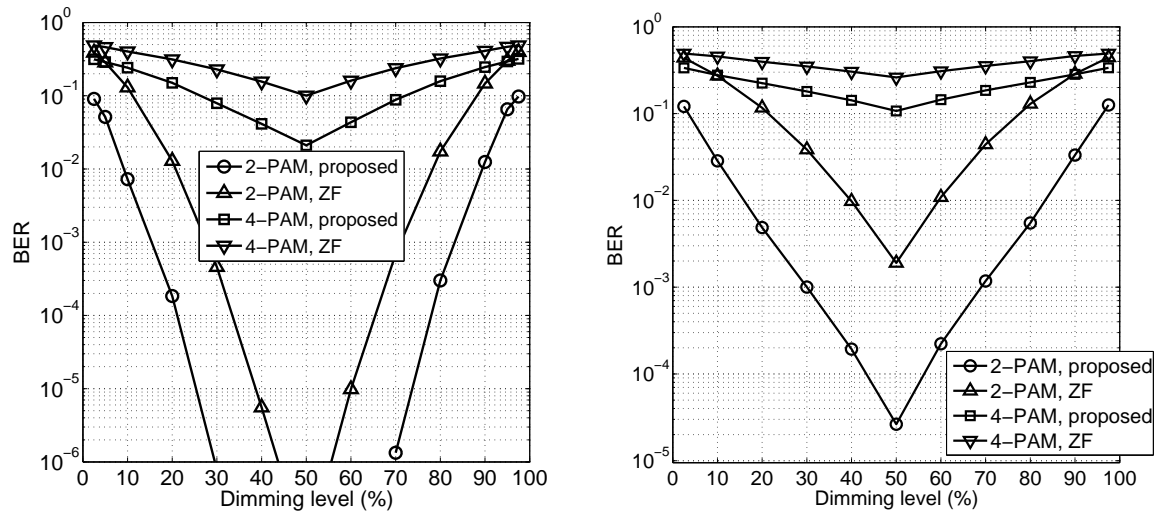 10^0
10^-1
10^-2
10^-3
10^-4
10^-5
10^-6
BER
2−PAM, proposed
2−PAM, ZF
4−PAM, proposed
4−PAM, ZF
0 10 20 30 40 50 60 70 80 90 100
Dimming level (%)
10^0
10^-1
10^-2
10^-3
10^-4
10^-5
BER
2−PAM, proposed
2−PAM, ZF
4−PAM, proposed
4−PAM, ZF
0 10 20 30 40 50 60 70 80 90 100
Dimming level (%)